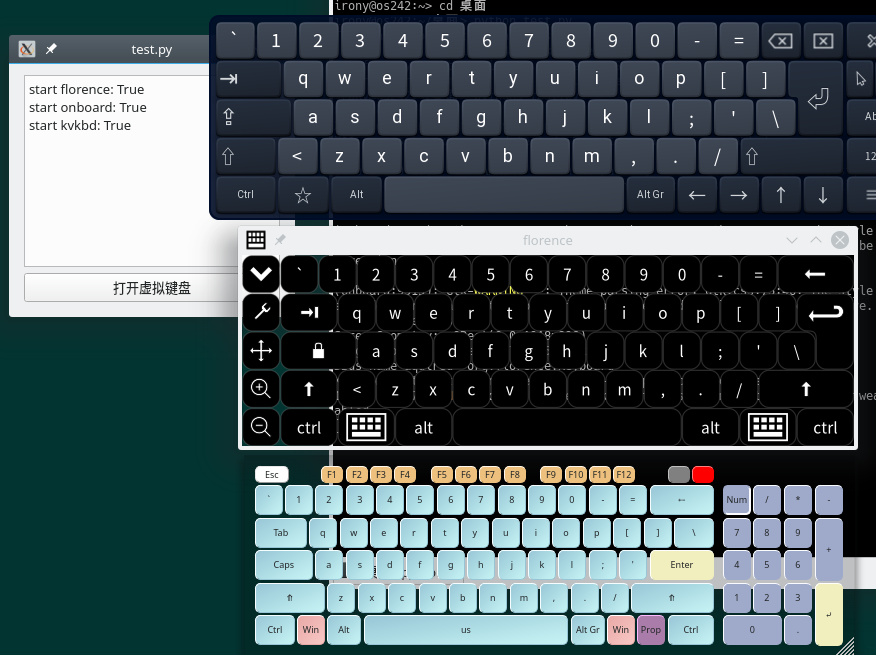 irony@os242:~> cd 桌面
test.py
start florence: True
start onboard: True
start kvkbd: True
打开虚拟键盘
` 1 2 3 4 5 6 7 8 9 0 - =
q w e r t y u i o p [ ]
a s d f g h j k l ; ' \
Ab
< z x c v b n m , . /
12
Ctrl Alt Alt Gr ← → ↑ ↓
florence
` 1 2 3 4 5 6 7 8 9 0 - = ←
q w e r t y u i o p [ ]
a s d f g h j k l ; ' \
< z x c v b n m , . /
ctrl alt alt ctrl
Esc F1 F2 F3 F4 F5 F6 F7 F8 F9 F10 F11 F12
` 1 2 3 4 5 6 7 8 9 0 - = ← Num / * -
Tab q w e r t y u i o p [ ] \ 7 8 9 +
Caps a s d f g h j k l ; ' Enter 4 5 6
⇑ z x c v b n m , . / ⇑ 1 2 3 ↵
Ctrl Win Alt us Alt Gr Win Prop Ctrl 0 .